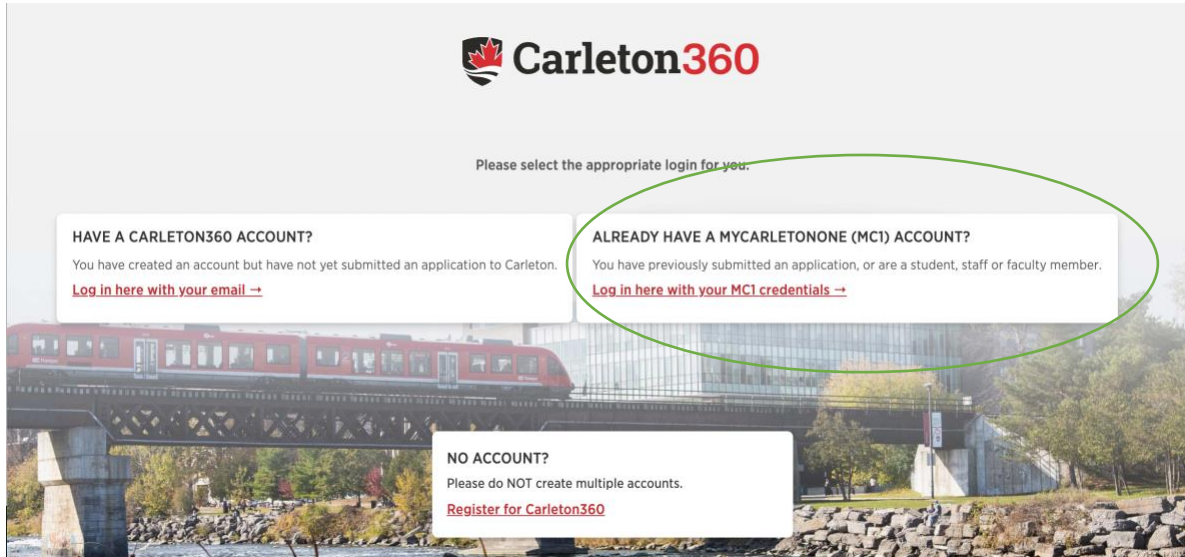 Carleton360
Please select the appropriate login for you.
HAVE A CARLETON360 ACCOUNT?
You have created an account but have not yet submitted an application to Carleton.
Log in here with your email →
ALREADY HAVE A MYCARLETONONE (MC1) ACCOUNT?
You have previously submitted an application, or are a student, staff or faculty member.
Log in here with your MC1 credentials →
NO ACCOUNT?
Please do NOT create multiple accounts.
Register for Carleton360